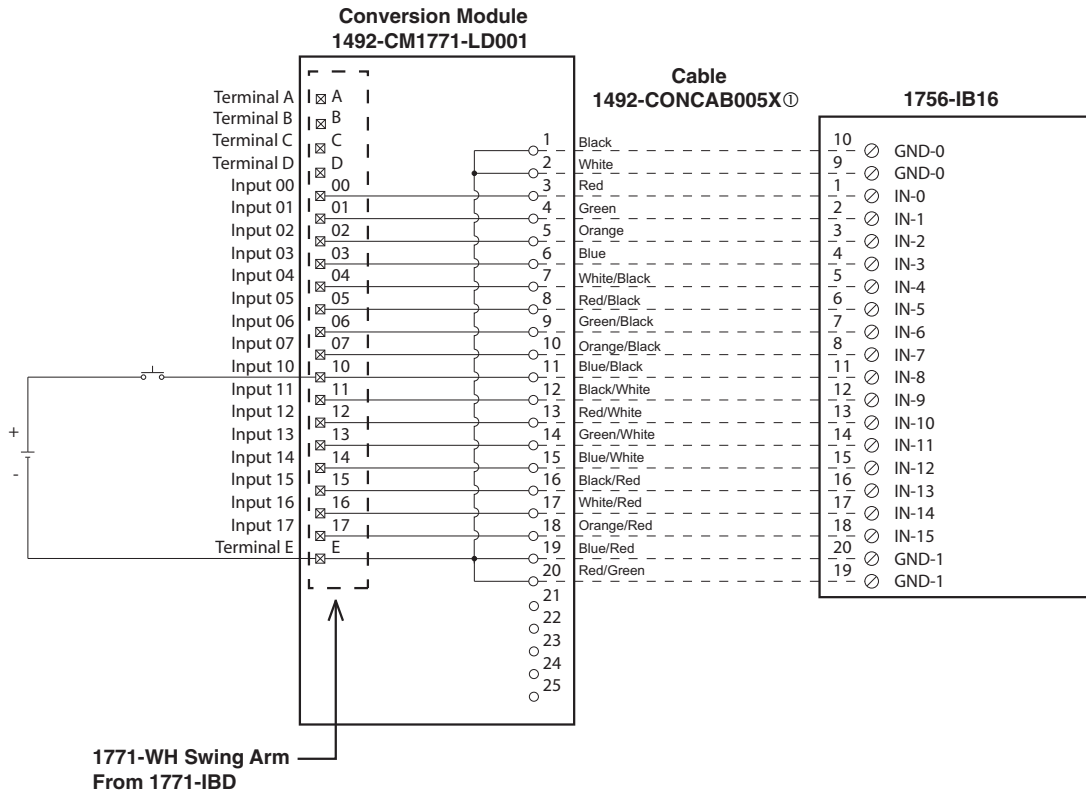 Conversion Module
1492-CM1771-LD001
Cable
1492-CONCAB005X①
1756-IB16
Terminal A A
Terminal B B
Terminal C C 1 Black 10 GND-0
Terminal D D 2 White 9 GND-0
Input 00 00 3 Red 1 IN-0
Input 01 01 4 Green 2 IN-1
Input 02 02 5 Orange 3 IN-2
Input 03 03 6 Blue 4 IN-3
Input 04 04 7 White/Black 5 IN-4
Input 05 05 8 Red/Black 6 IN-5
Input 06 06 9 Green/Black 7 IN-6
Input 07 07 10 Orange/Black 8 IN-7
Input 10 10 11 Blue/Black 11 IN-8
Input 11 11 12 Black/White 12 IN-9
Input 12 12 13 Red/White 13 IN-10
+ Input 13 13 14 Green/White 14 IN-11
Input 14 14 15 Blue/White 15 IN-12
- Input 15 15 16 Black/Red 16 IN-13
Input 16 16 17 White/Red 17 IN-14
Input 17 17 18 Orange/Red 18 IN-15
Terminal E E 19 Blue/Red 20 GND-1
20 Red/Green 19 GND-1
21
22
23
24
25
1771-WH Swing Arm
From 1771-IBD